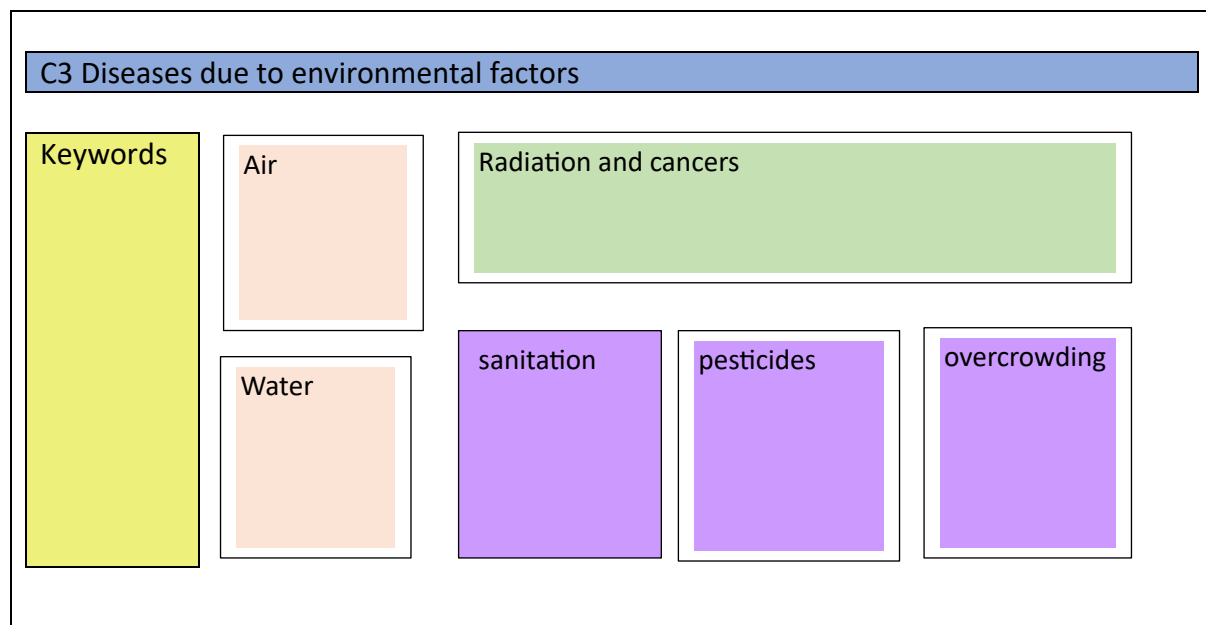 C3 Diseases due to environmental factors
Keywords
Air
Radiation and cancers
Water
sanitation
pesticides
overcrowding